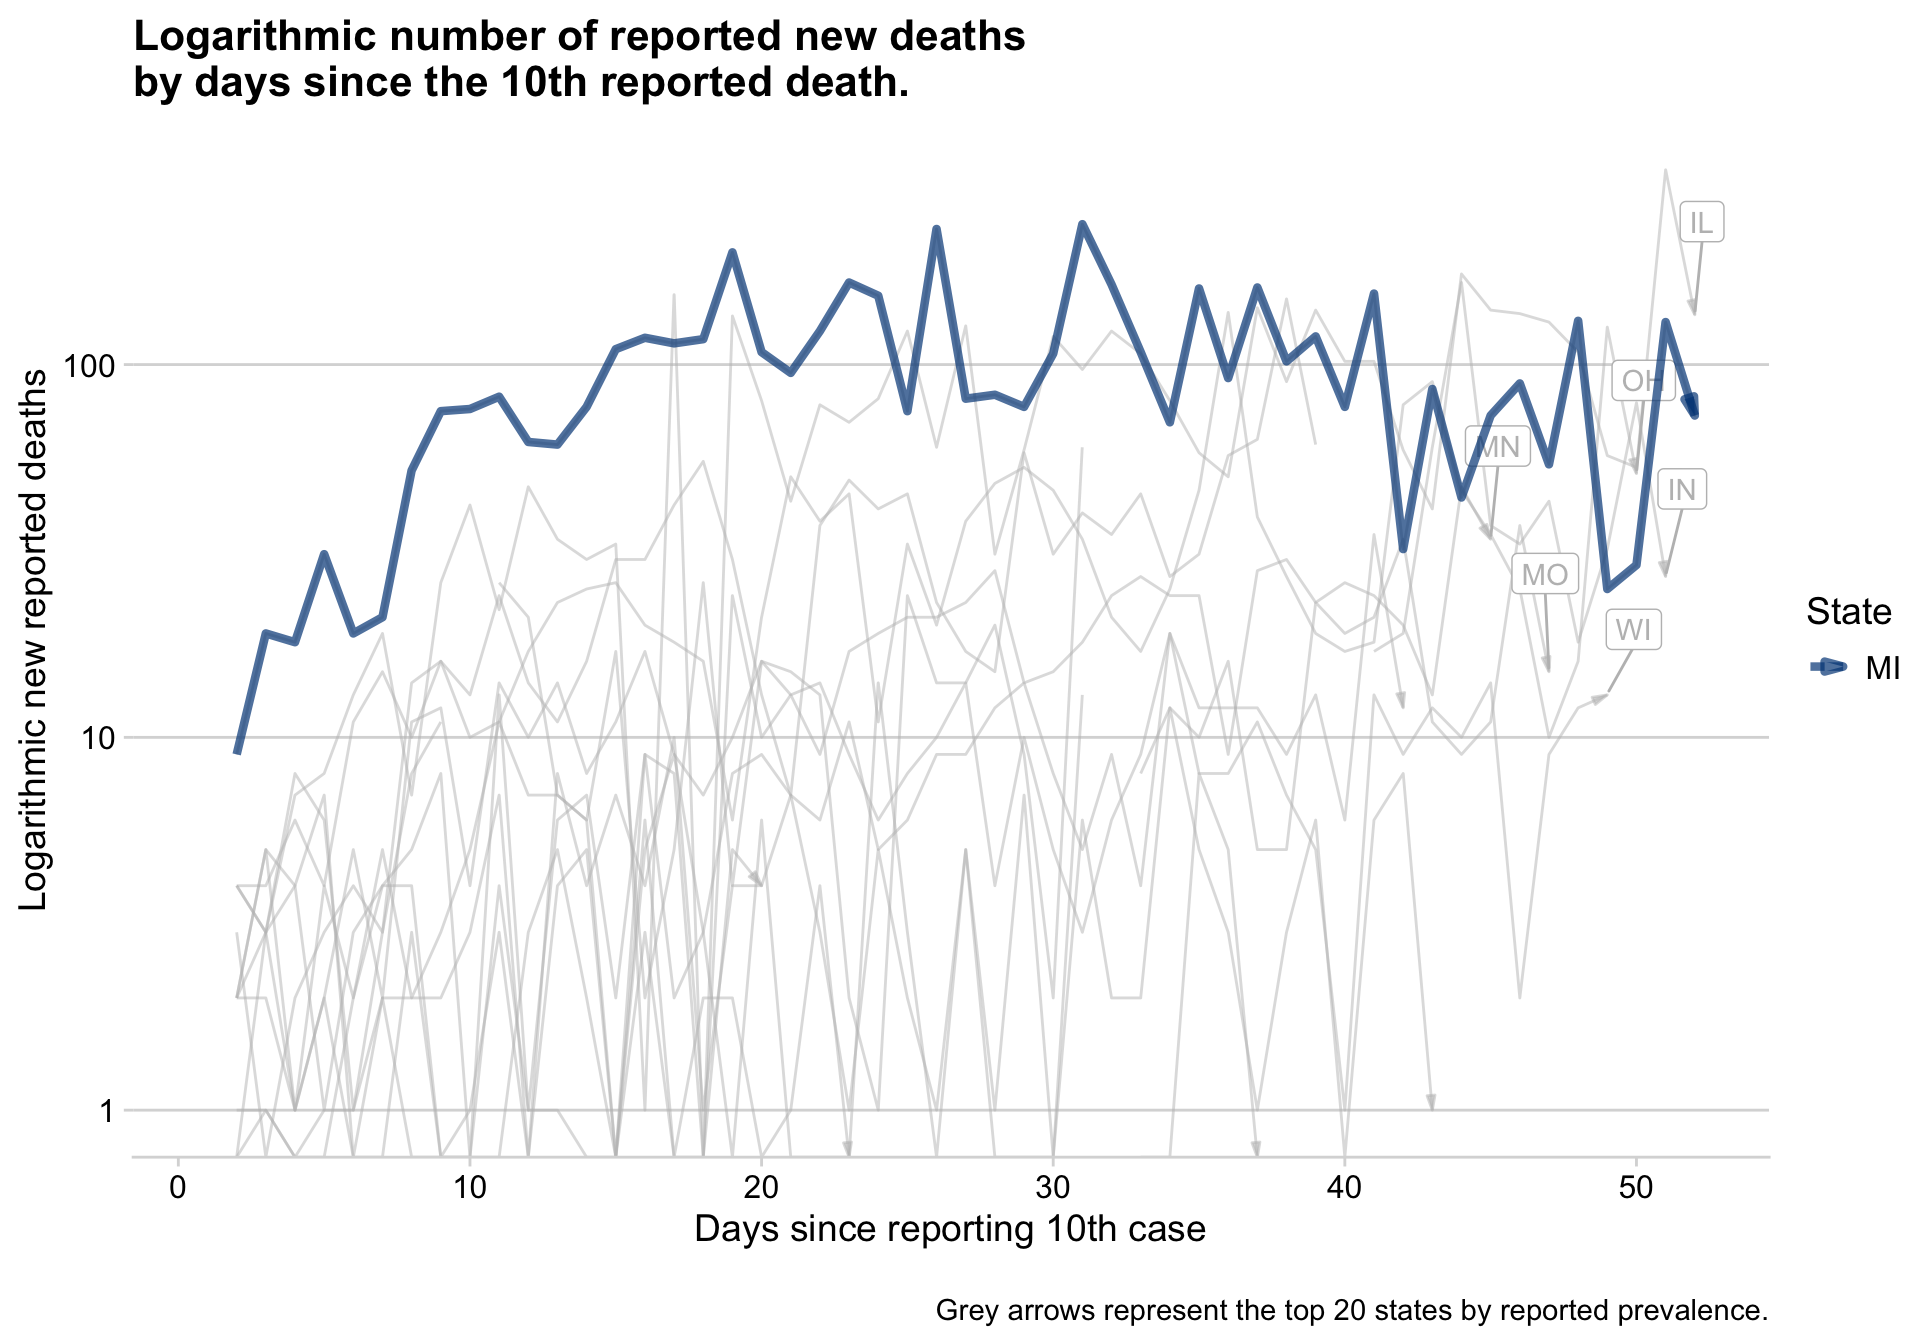 Logarithmic number of reported new deaths
by days since the 10th reported death.
Logarithmic new reported deaths
100
10
1
IL
OH
MN
IN
MO
WI
State
MI
0 10 20 30 40 50
Days since reporting 10th case
Grey arrows represent the top 20 states by reported prevalence.